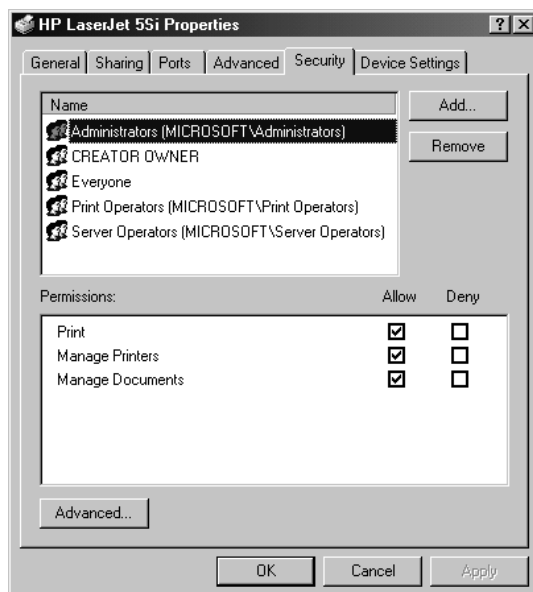 HP LaserJet 5Si Properties
General Sharing Ports Advanced Security Device Settings
Name
Administrators (MICROSOFT\Administrators)
CREATOR OWNER
Everyone
Print Operators (MICROSOFT\Print Operators)
Server Operators (MICROSOFT\Server Operators)
Add...
Remove
Permissions: Allow Deny
Print
Manage Printers
Manage Documents
Advanced...
OK Cancel Apply